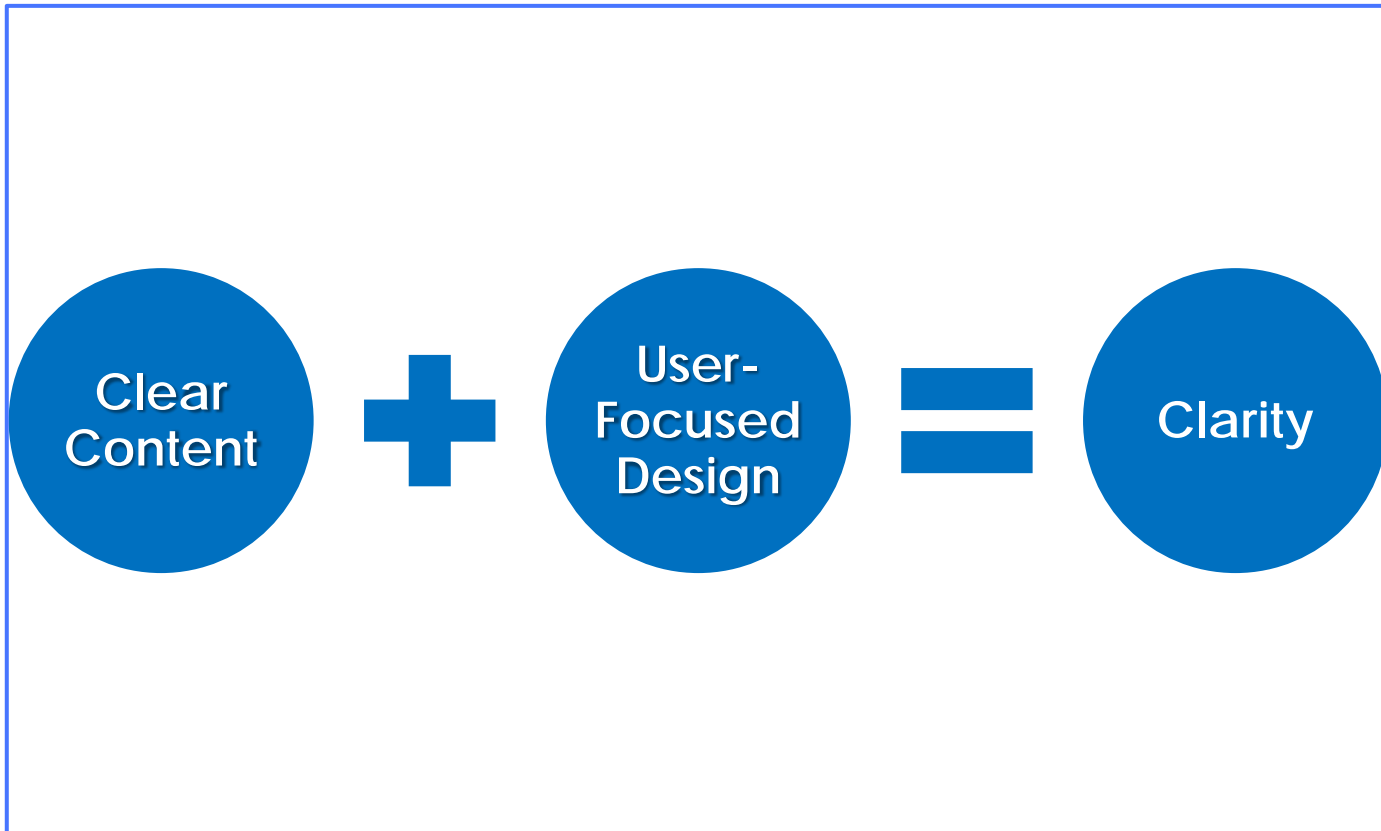 Clear
Content
User-
Focused
Design
Clarity